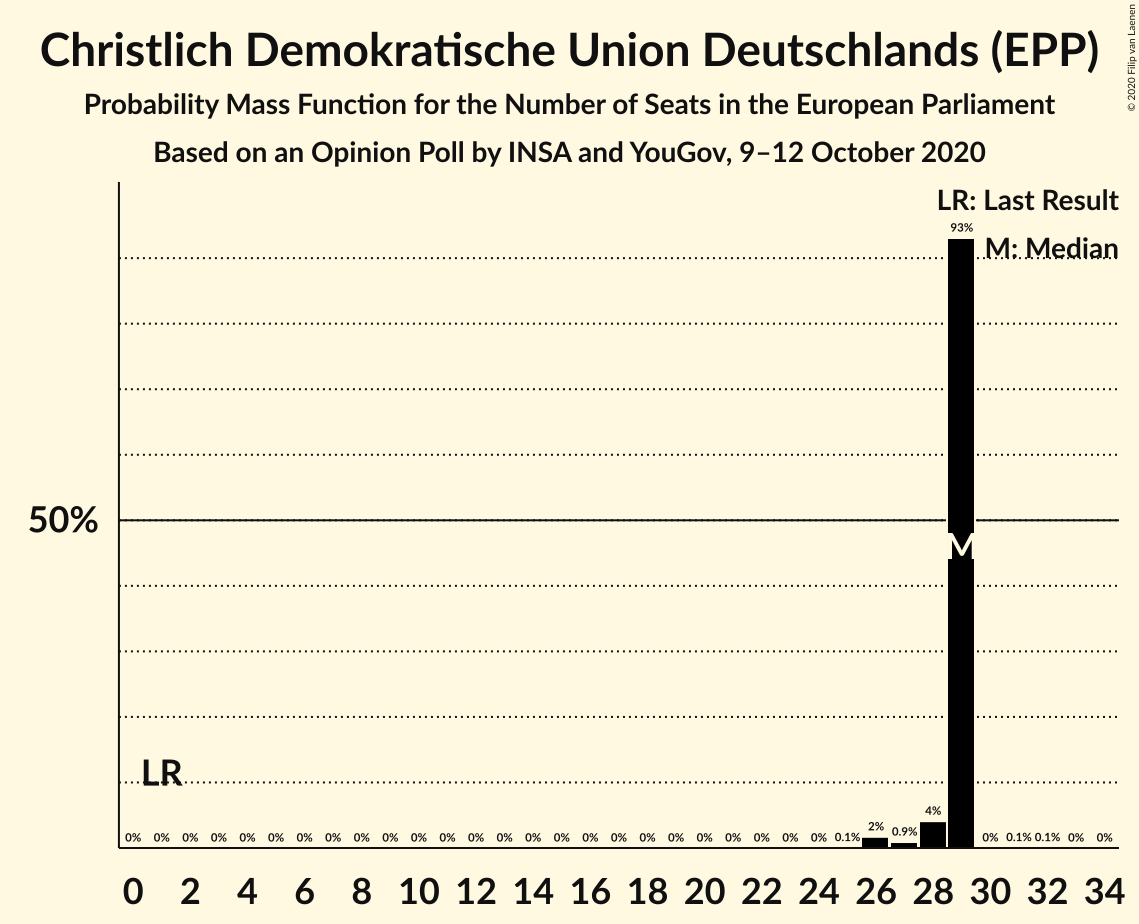 Christlich Demokratische Union Deutschlands (EPP)
Probability Mass Function for the Number of Seats in the European Parliament
Based on an Opinion Poll by INSA and YouGov, 9–12 October 2020
© 2020 Filip van Laenen
LR: Last Result
M: Median
93%
50%
M
LR
0% 0% 0% 0% 0% 0% 0% 0% 0% 0% 0% 0% 0% 0% 0% 0% 0% 0% 0% 0% 0% 0% 0% 0% 0% 0.1% 2% 0.9% 4% 0% 0.1% 0.1% 0% 0%
0 2 4 6 8 10 12 14 16 18 20 22 24 26 28 30 32 34